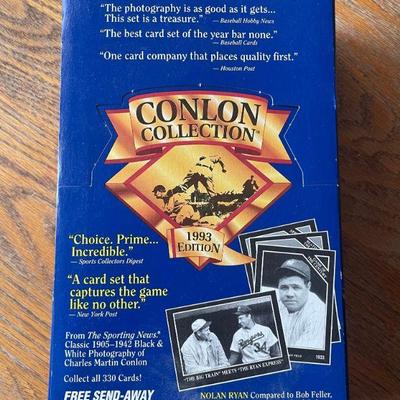 “The photography is as good as it gets...
This set is a treasure.” — Baseball Hobby News
“The best card set of the year bar none.”
— Baseball Cards
“One card company that places quality first.”
— Houston Post
CONLON
COLLECTION
1993
EDITION
“Choice. Prime...
Incredible.”
— Sports Collectors Digest
“A card set that
captures the game
like no other.”
— New York Post
From The Sporting News®
Classic 1905–1942 Black &
White Photography of
Charles Martin Conlon
Collect all 330 Cards!
FREE SEND-AWAY
1933
"THE BIG TRAIN" MEETS "THE RYAN EXPRESS"
NOLAN RYAN Compared to Bob Feller,